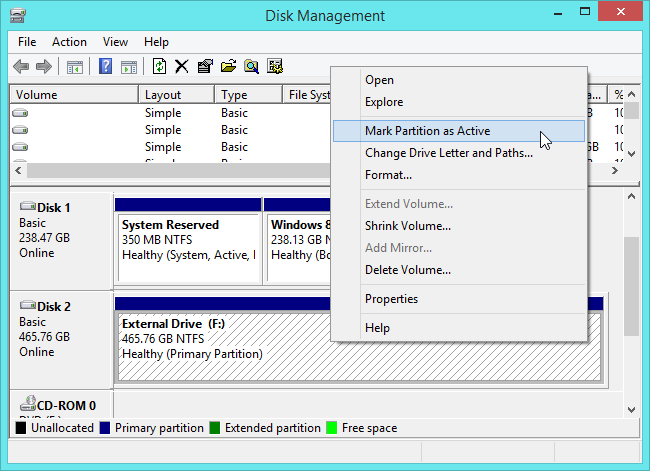 Disk Management
File Action View Help
Volume Layout Type File Sys a... %
Simple Basic B 10
Simple Basic 10
Simple Basic GB 10
Open
Explore
Mark Partition as Active
Change Drive Letter and Paths...
Format...
Extend Volume...
Shrink Volume...
Add Mirror...
Delete Volume...
Properties
Help
Disk 1
Basic
238.47 GB
Online
System Reserved
350 MB NTFS
Healthy (System, Active, I
Windows 8
238.13 GB N
Healthy (Bo
Disk 2
Basic
465.76 GB
Online
External Drive (F:)
465.76 GB NTFS
Healthy (Primary Partition)
CD-ROM 0
Unallocated Primary partition Extended partition Free space